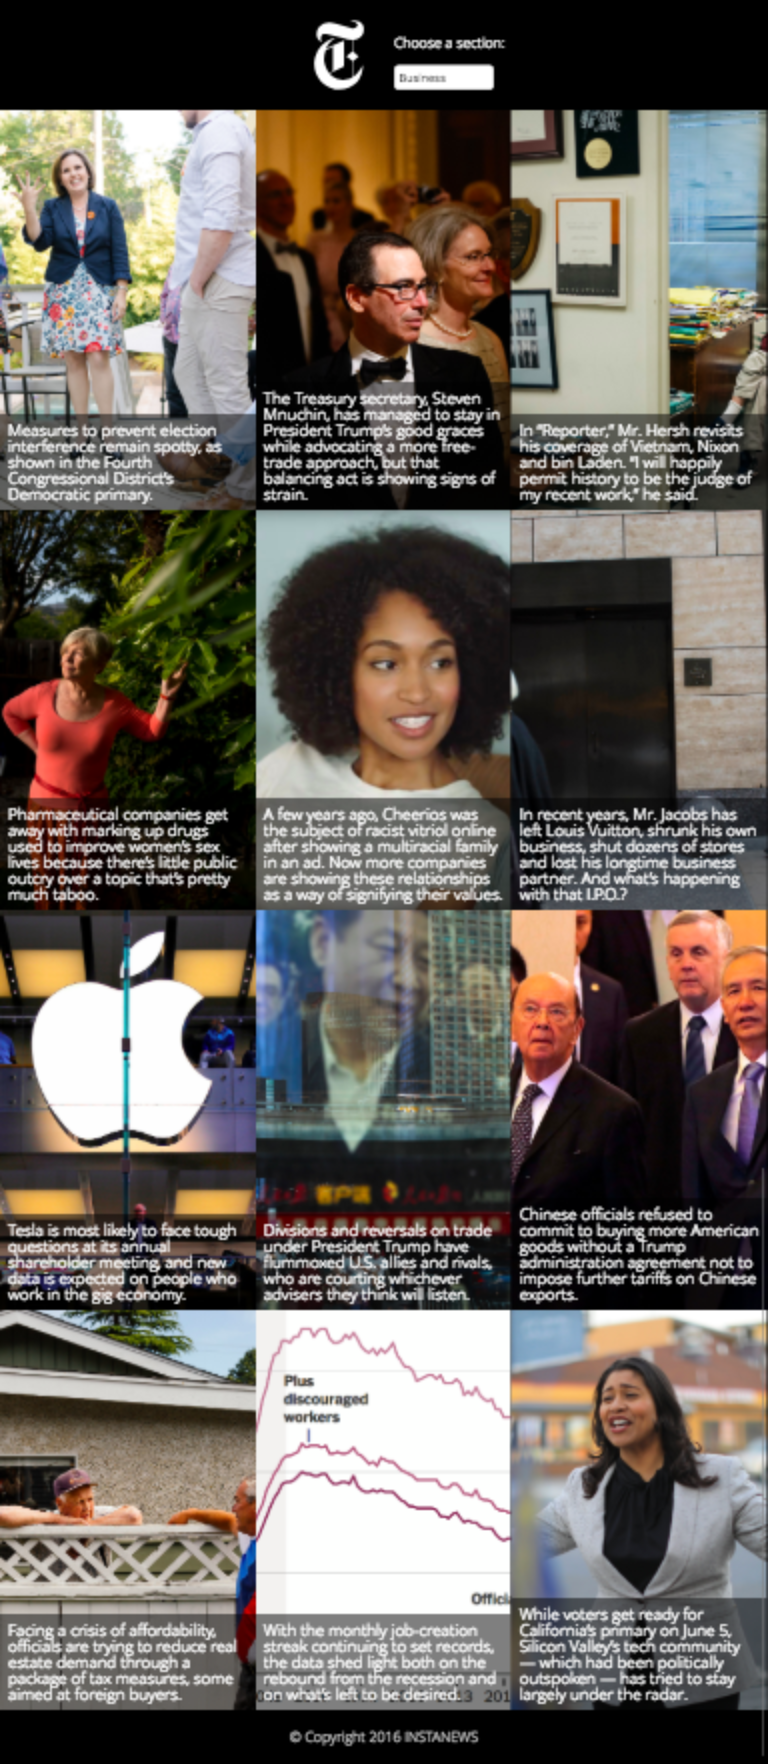 T
Choose a section:
Business
Measures to prevent election
interference remain spotty, as
shown in the Fourth
Congressional District's
Democratic primary.
The Treasury secretary, Steven
Mnuchin, has managed to stay in
President Trump's good graces
while advocating a more free-
trade approach, but that
balancing act is showing signs of
strain.
In "Reporter," Mr. Hersh revisits
his coverage of Vietnam, Nixon
and bin Laden. "I will happily
permit history to be the judge of
my recent work," he said.
Pharmaceutical companies get
away with marking up drugs
used to improve women's sex
lives because there's little public
outcry over a topic that's pretty
much taboo.
A few years ago, Cheerios was
the subject of racist vitriol online
after showing a multiracial family
in an ad. Now more companies
are showing these relationships
as a way of signifying their values.
In recent years, Mr. Jacobs has
left Louis Vuitton, shrunk his own
business, shut dozens of stores
and lost his longtime business
partner. And what's happening
with that I.P.O.?
Tesla is most likely to face tough
questions at its annual
shareholder meeting, and new
data is expected on people who
work in the gig economy.
Divisions and reversals on trade
under President Trump have
flummoxed U.S. allies and rivals,
who are courting whichever
advisers they think will listen.
Chinese officials refused to
commit to buying more American
goods without a Trump
administration agreement not to
impose further tariffs on Chinese
exports.
Facing a crisis of affordability,
officials are trying to reduce real
estate demand through a
package of tax measures, some
aimed at foreign buyers.
Plus
discouraged
workers
With the monthly job-creation
streak continuing to set records,
the data shed light both on the
rebound from the recession and
on what's left to be desired.
While voters get ready for
California's primary on June 5,
Silicon Valley's tech community
— which had been politically
outspoken — has tried to stay
largely under the radar.
© Copyright 2016 INSTANEWS